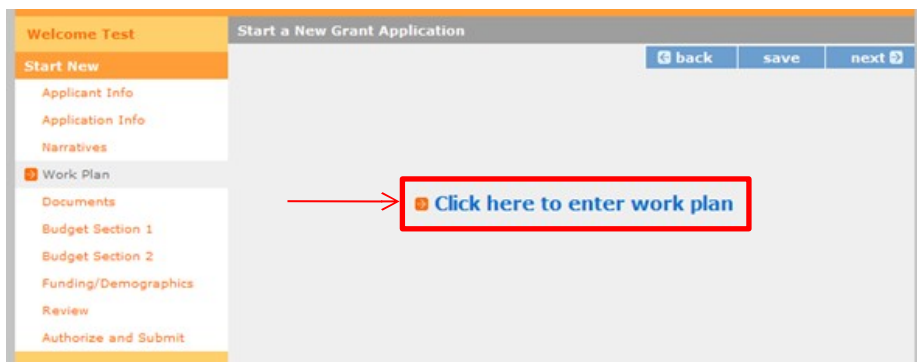 Welcome Test
Start a New Grant Application
Start New
back
save
next
Applicant Info
Application Info
Narratives
Work Plan
Documents
Budget Section 1
Budget Section 2
Funding/Demographics
Review
Authorize and Submit
Click here to enter work plan